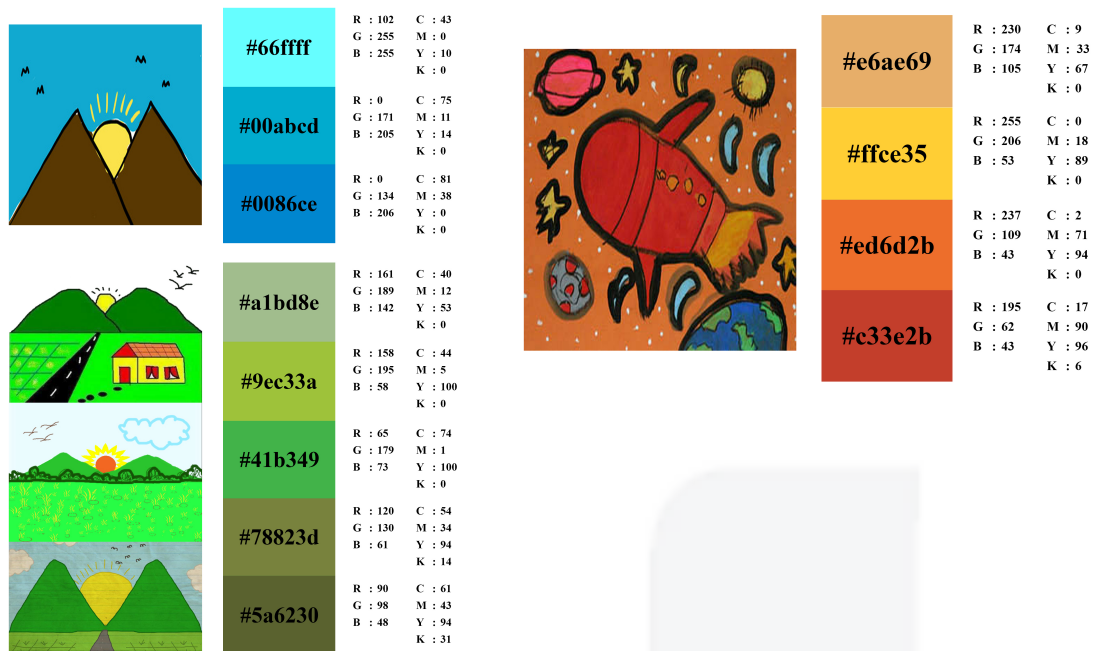 #66ffff
R : 102 C : 43
G : 255 M : 0
B : 255 Y : 10
K : 0
#00abcd
R : 0 C : 75
G : 171 M : 11
B : 205 Y : 14
K : 0
#0086ce
R : 0 C : 81
G : 134 M : 38
B : 206 Y : 0
K : 0
#a1bd8e
R : 161 C : 40
G : 189 M : 12
B : 142 Y : 53
K : 0
#9ec33a
R : 158 C : 44
G : 195 M : 5
B : 58 Y : 100
K : 0
#41b349
R : 65 C : 74
G : 179 M : 1
B : 73 Y : 100
K : 0
#78823d
R : 120 C : 54
G : 130 M : 34
B : 61 Y : 94
K : 14
#5a6230
R : 90 C : 61
G : 98 M : 43
B : 48 Y : 94
K : 31
#e6ae69
R : 230 C : 9
G : 174 M : 33
B : 105 Y : 67
K : 0
#ffce35
R : 255 C : 0
G : 206 M : 18
B : 53 Y : 89
K : 0
#ed6d2b
R : 237 C : 2
G : 109 M : 71
B : 43 Y : 94
K : 0
#c33e2b
R : 195 C : 17
G : 62 M : 90
B : 43 Y : 96
K : 6